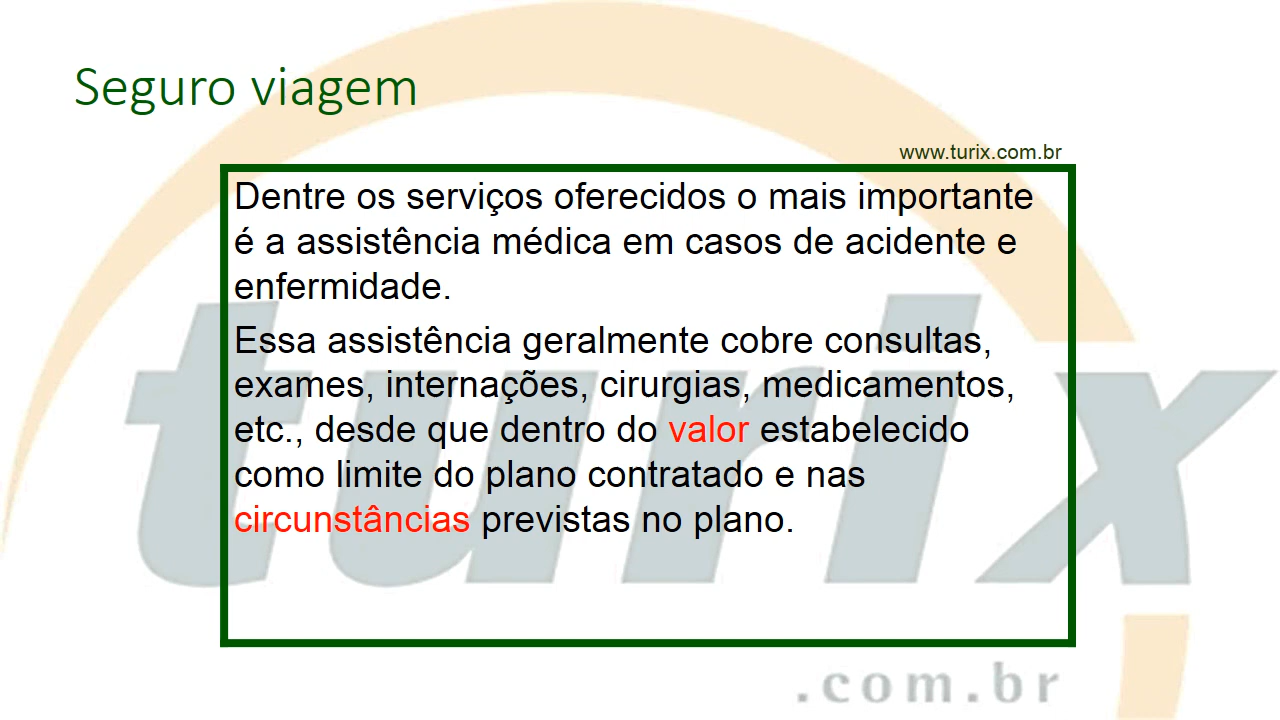 Seguro viagem
www.turix.com.br
Dentre os serviços oferecidos o mais importante
é a assistência médica em casos de acidente e
enfermidade.
Essa assistência geralmente cobre consultas,
exames, internações, cirurgias, medicamentos,
etc., desde que dentro do valor estabelecido
como limite do plano contratado e nas
circunstâncias previstas no plano.
turix
.com.br